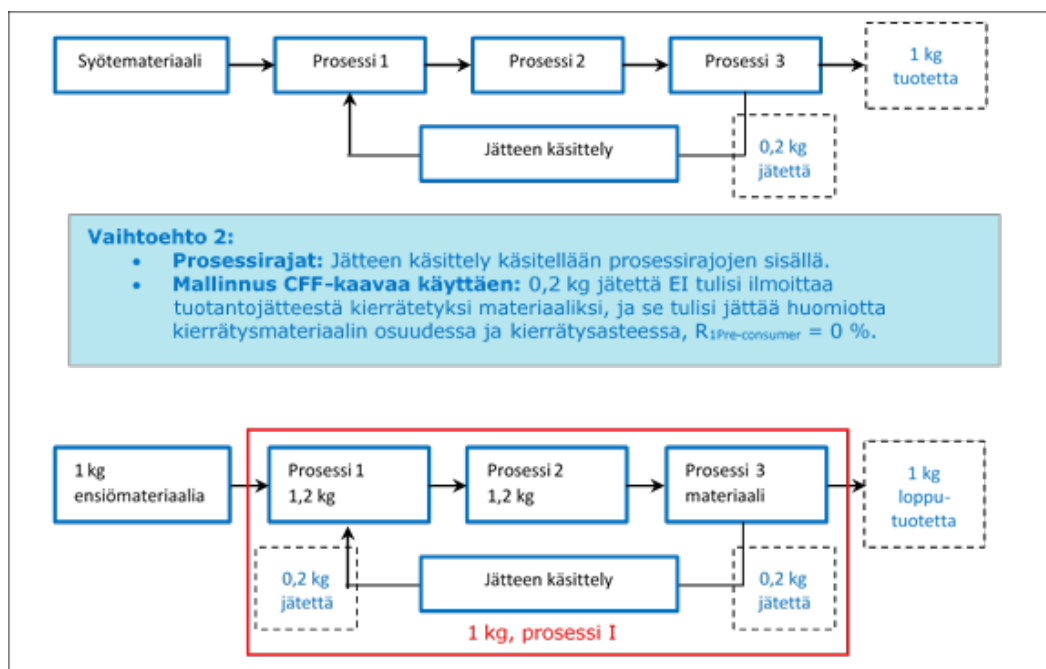 Syötemateriaali
Prosessi 1
Prosessi 2
Prosessi 3
1 kg
tuotetta
Jätteen käsittely
0,2 kg
jätettä
Vaihtoehto 2:
• Prosessirajat: Jätteen käsittely käsitellään prosessirajojen sisällä.
• Mallinnus CFF-kaavaa käyttäen: 0,2 kg jätettä EI tulisi ilmoittaa
tuotantojätteestä kierrätetyksi materiaaliksi, ja se tulisi jättää huomiotta
kierrätysmateriaalin osuudessa ja kierrätysasteessa, R1Pre-consumer = 0 %.
1 kg
ensiömateriaalia
Prosessi 1
1,2 kg
Prosessi 2
1,2 kg
Prosessi 3
materiaali
1 kg
loppu-
tuotetta
0,2 kg
jätettä
Jätteen käsittely
0,2 kg
jätettä
1 kg, prosessi I